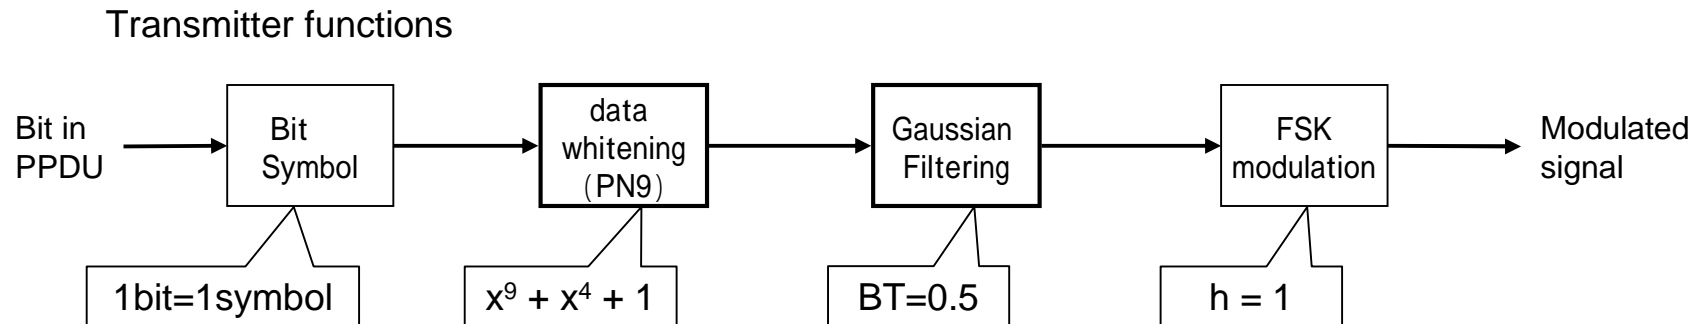 Transmitter functions
Bit in
PPDU
Bit
Symbol
data
whitening
(PN9)
Gaussian
Filtering
FSK
modulation
Modulated
signal
1bit=1symbol
x⁹ + x⁴ + 1
BT=0.5
h = 1